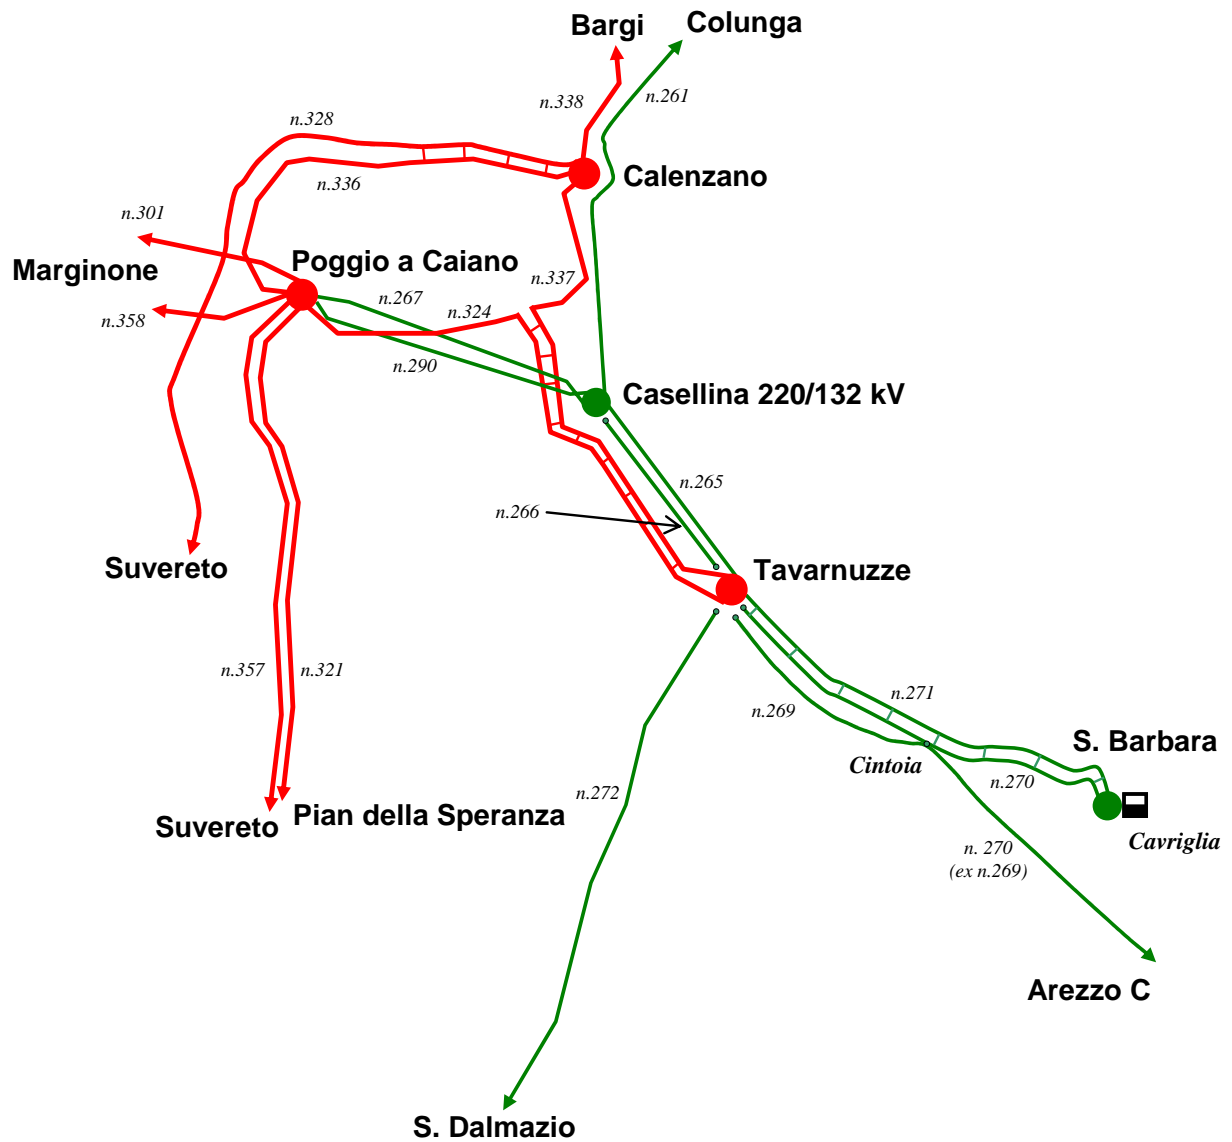 Bargi
Colunga
n.338
n.261
n.328
n.336
Calenzano
n.301
Marginone
Poggio a Caiano
n.337
n.267
n.358
n.324
n.290
Casellina 220/132 kV
n.265
n.266
Suvereto
Tavarnuzze
n.357
n.321
n.271
n.269
S. Barbara
Cintoia
n.270
n.272
Suvereto
Pian della Speranza
Cavriglia
n. 270
(ex n.269)
Arezzo C
S. Dalmazio